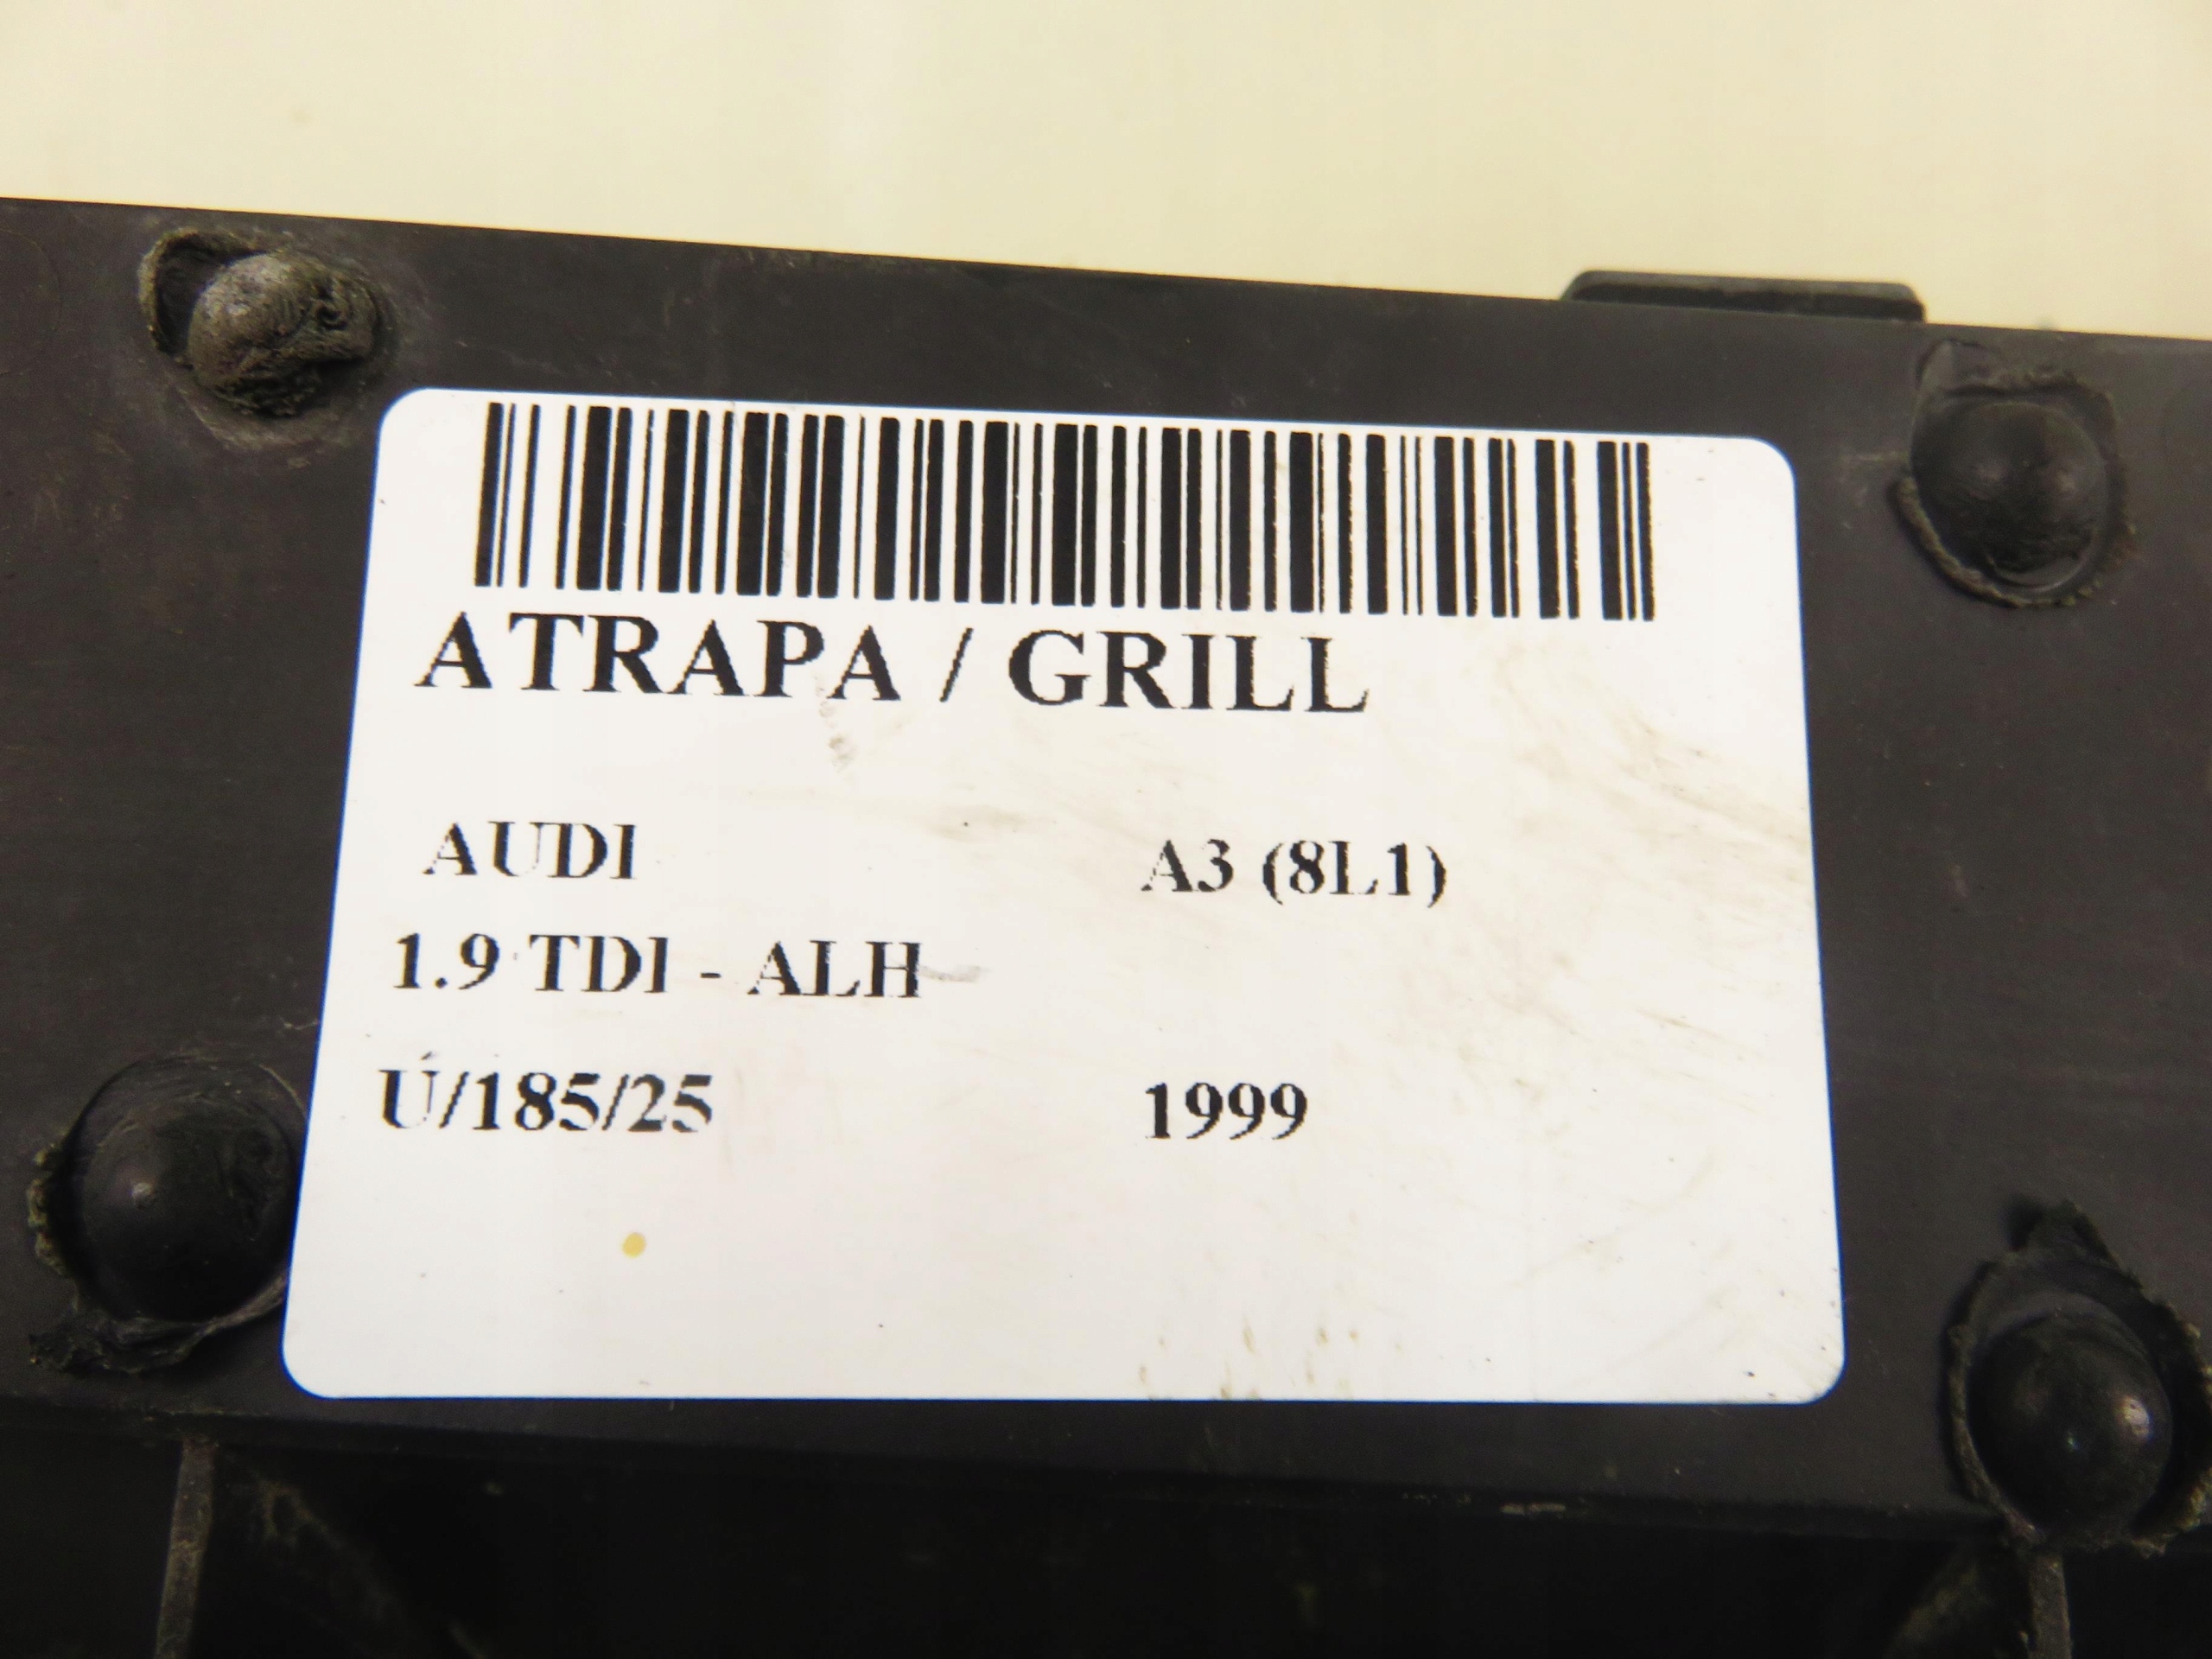 ATRAPA / GRILL
AUDI A3 (8L1)
1.9 TDI - ALH
Ú/185/25 1999